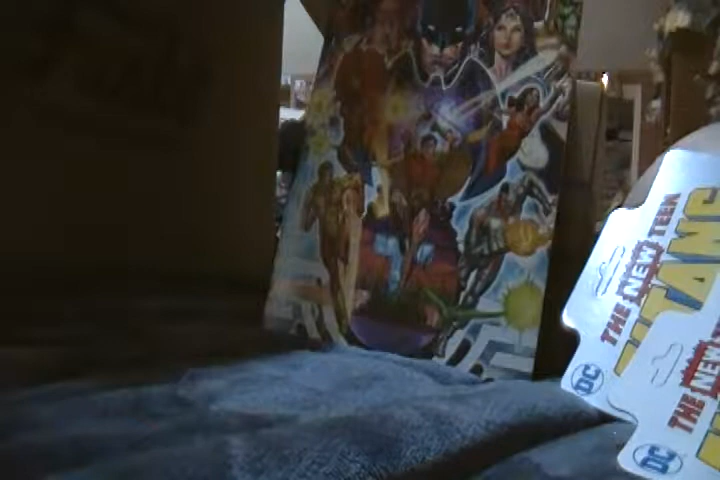 THE NEW TEEN
TITANS
DC
THE NEW
DC